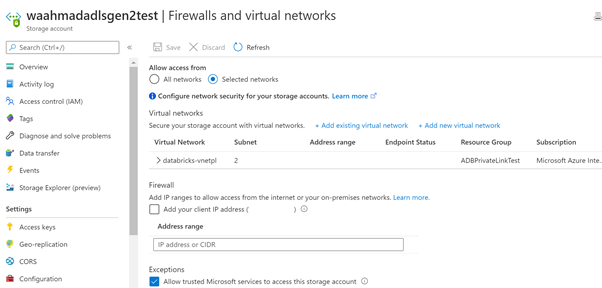 waahmadadlsgen2test | Firewalls and virtual networks
Storage account
Search (Ctrl+/)
«
Save
Discard
Refresh
Overview
Activity log
Access control (IAM)
Tags
Diagnose and solve problems
Data transfer
Events
Storage Explorer (preview)
Settings
Access keys
Geo-replication
CORS
Configuration
Allow access from
All networks
Selected networks
Configure network security for your storage accounts. Learn more
Virtual networks
Secure your storage account with virtual networks. + Add existing virtual network + Add new virtual network
Virtual Network Subnet Address range Endpoint Status Resource Group Subscription
databricks-vnetpl 2 ADBPrivateLinkTest Microsoft Azure Inte...
Firewall
Add IP ranges to allow access from the internet or your on-premises networks. Learn more.
Add your client IP address ( )
Address range
IP address or CIDR
Exceptions
Allow trusted Microsoft services to access this storage account